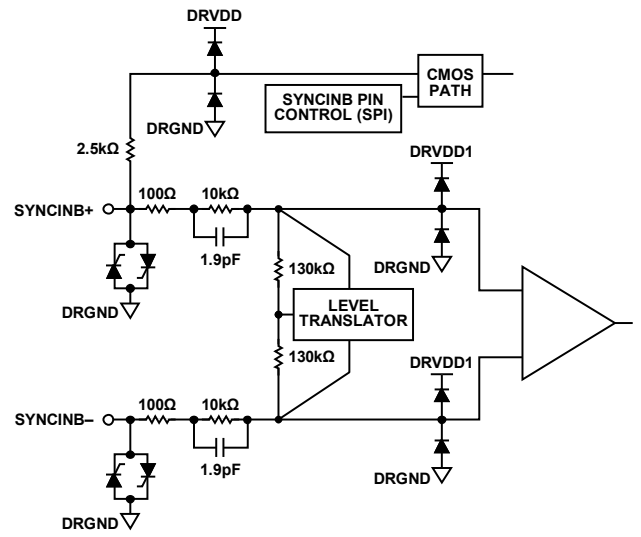 DRVDD
CMOS
PATH
SYNCINB PIN
CONTROL (SPI)
DRGND
2.5kΩ
DRVDD1
100Ω
10kΩ
SYNCINB+
1.9pF
DRGND
130kΩ
DRGND
LEVEL
TRANSLATOR
130kΩ
DRVDD1
100Ω
10kΩ
SYNCINB–
1.9pF
DRGND
DRGND